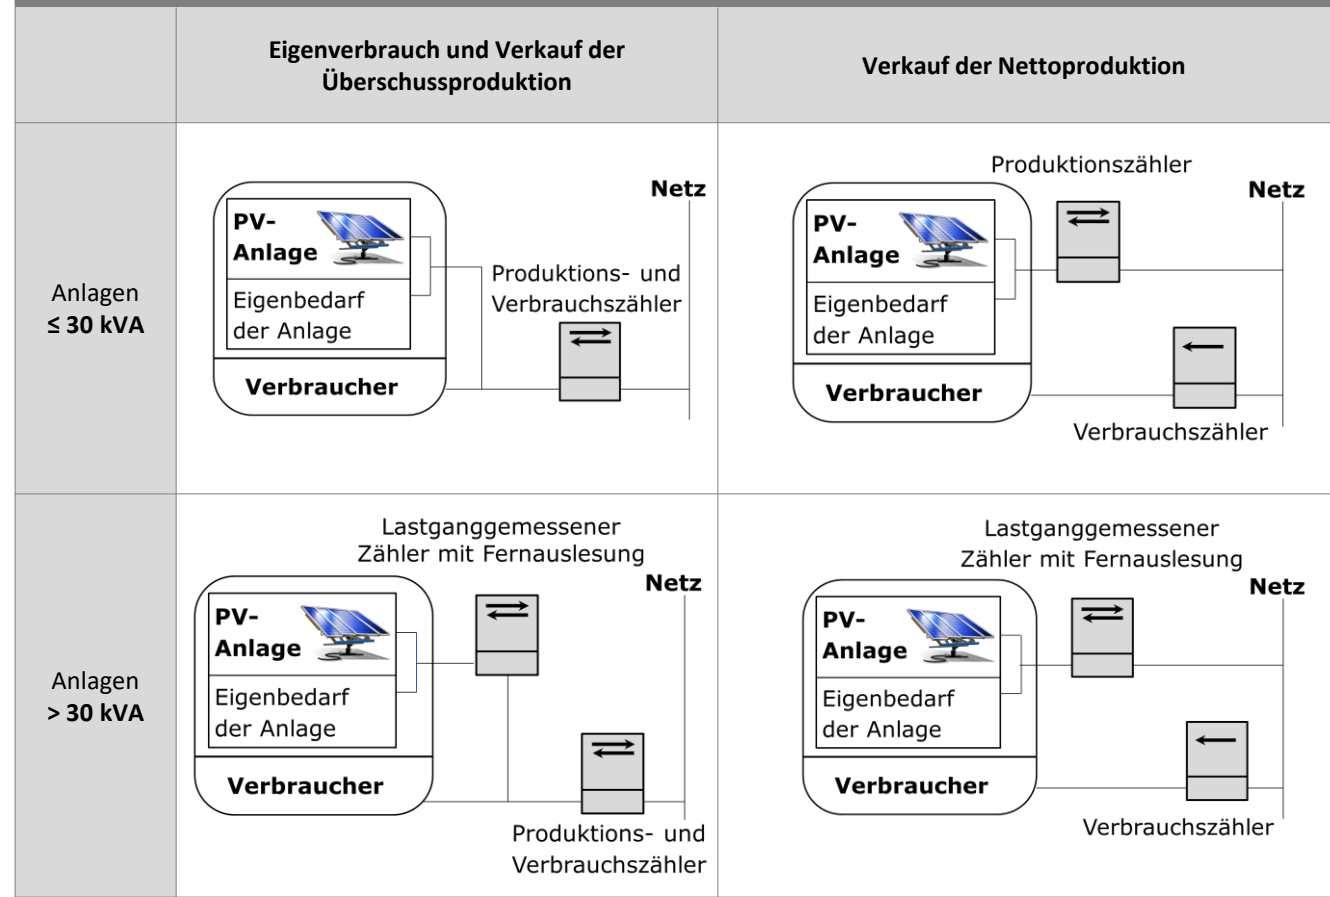 Eigenverbrauch und Verkauf der
Überschussproduktion
Verkauf der Nettoproduktion
Anlagen
≤ 30 kVA
Netz
PV-
Anlage
Eigenbedarf
der Anlage
Verbraucher
Produktions- und
Verbrauchszähler
Produktionszähler
Netz
PV-
Anlage
Eigenbedarf
der Anlage
Verbraucher
Verbrauchszähler
Anlagen
> 30 kVA
Lastganggemessener
Zähler mit Fernauslesung
Netz
PV-
Anlage
Eigenbedarf
der Anlage
Verbraucher
Produktions- und
Verbrauchszähler
Lastganggemessener
Zähler mit Fernauslesung
Netz
PV-
Anlage
Eigenbedarf
der Anlage
Verbraucher
Verbrauchszähler